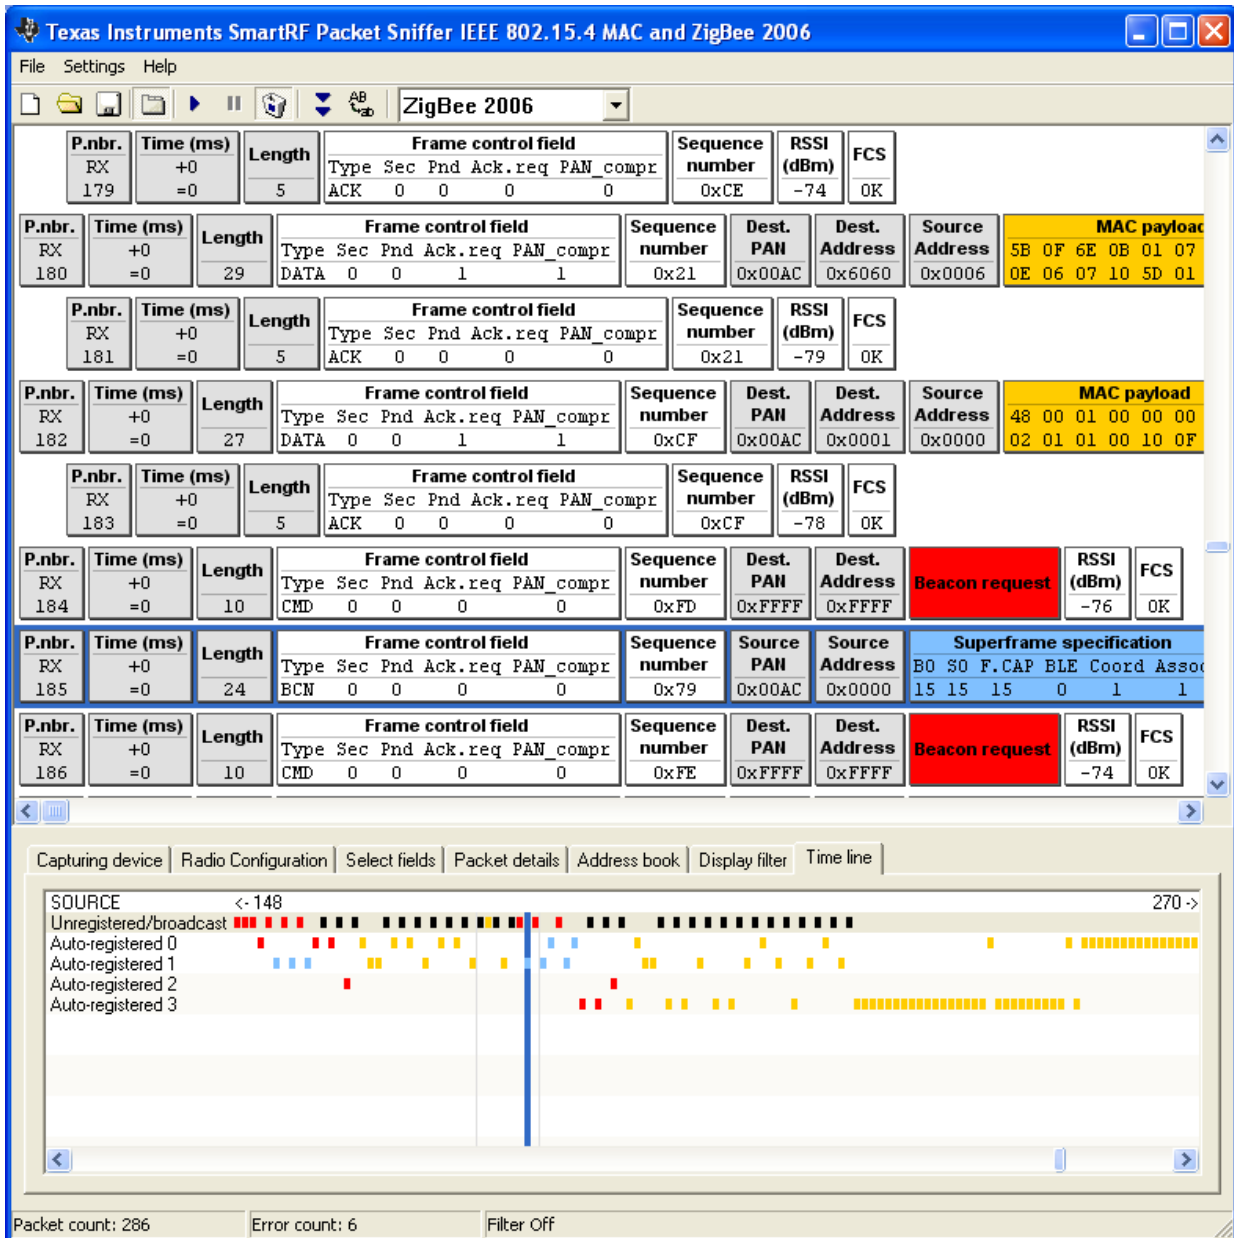 Texas Instruments SmartRF Packet Sniffer IEEE 802.15.4 MAC and ZigBee 2006
File Settings Help
ZigBee 2006
P.nbr. Time (ms) Length Frame control field Sequence number RSSI (dBm) FCS
RX +0 Type Sec Pnd Ack.req PAN_compr
179 =0 5 ACK 0 0 0 0 0xCE -74 OK
P.nbr. Time (ms) Length Frame control field Sequence number Dest. PAN Dest. Address Source Address MAC payload
RX +0 Type Sec Pnd Ack.req PAN_compr 5B 0F 6E 0B 01 07
180 =0 29 DATA 0 0 1 1 0x21 0x00AC 0x6060 0x0006 0E 06 07 10 5D 01
P.nbr. Time (ms) Length Frame control field Sequence number RSSI (dBm) FCS
RX +0 Type Sec Pnd Ack.req PAN_compr
181 =0 5 ACK 0 0 0 0 0x21 -79 OK
P.nbr. Time (ms) Length Frame control field Sequence number Dest. PAN Dest. Address Source Address MAC payload
RX +0 Type Sec Pnd Ack.req PAN_compr 48 00 01 00 00 00
182 =0 27 DATA 0 0 1 1 0xCF 0x00AC 0x0001 0x0000 02 01 01 00 10 0F
P.nbr. Time (ms) Length Frame control field Sequence number RSSI (dBm) FCS
RX +0 Type Sec Pnd Ack.req PAN_compr
183 =0 5 ACK 0 0 0 0 0xCF -78 OK
P.nbr. Time (ms) Length Frame control field Sequence number Dest. PAN Dest. Address Beacon request RSSI (dBm) FCS
RX +0 Type Sec Pnd Ack.req PAN_compr
184 =0 10 CMD 0 0 0 0 0xFD 0xFFFF 0xFFFF -76 OK
P.nbr. Time (ms) Length Frame control field Sequence number Source PAN Source Address Superframe specification
RX +0 Type Sec Pnd Ack.req PAN_compr BO SO F.CAP BLE Coord Assoc
185 =0 24 BCN 0 0 0 0 0x79 0x00AC 0x0000 15 15 15 0 1 1
P.nbr. Time (ms) Length Frame control field Sequence number Dest. PAN Dest. Address Beacon request RSSI (dBm) FCS
RX +0 Type Sec Pnd Ack.req PAN_compr
186 =0 10 CMD 0 0 0 0 0xFE 0xFFFF 0xFFFF -74 OK
Capturing device Radio Configuration Select fields Packet details Address book Display filter Time line
SOURCE <- 148 270 ->
Unregistered/broadcast
Auto-registered 0
Auto-registered 1
Auto-registered 2
Auto-registered 3
Packet count: 286 Error count: 6 Filter Off